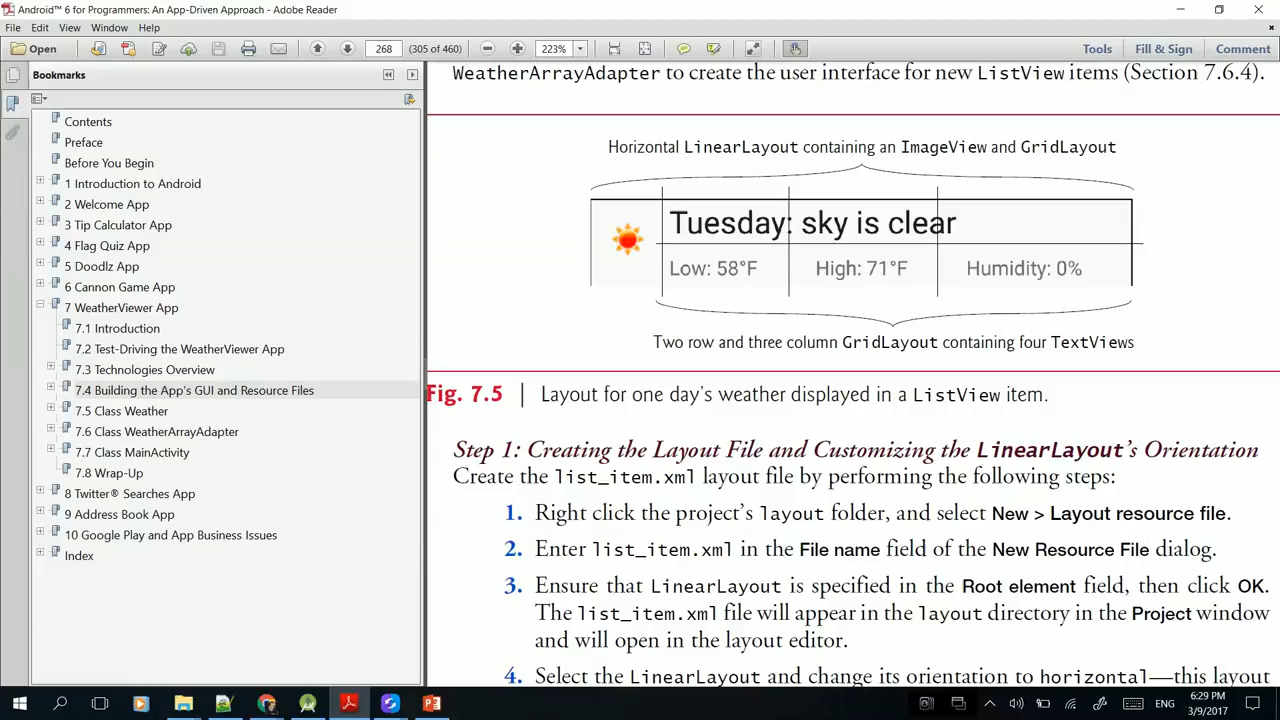 Android™ 6 for Programmers: An App-Driven Approach - Adobe Reader
File Edit View Window Help
Open 268 (305 of 460) 223% Tools Fill & Sign Comment
Bookmarks
Contents
Preface
Before You Begin
1 Introduction to Android
2 Welcome App
3 Tip Calculator App
4 Flag Quiz App
5 Doodlz App
6 Cannon Game App
7 WeatherViewer App
7.1 Introduction
7.2 Test-Driving the WeatherViewer App
7.3 Technologies Overview
7.4 Building the App's GUI and Resource Files
7.5 Class Weather
7.6 Class WeatherArrayAdapter
7.7 Class MainActivity
7.8 Wrap-Up
8 Twitter® Searches App
9 Address Book App
10 Google Play and App Business Issues
Index
WeatherArrayAdapter to create the user interface for new ListView items (Section 7.6.4).
Horizontal LinearLayout containing an ImageView and GridLayout
Tuesday: sky is clear
Low: 58°F High: 71°F Humidity: 0%
Two row and three column GridLayout containing four TextViews
Fig. 7.5 | Layout for one day's weather displayed in a ListView item.
Step 1: Creating the Layout File and Customizing the LinearLayout's Orientation
Create the list_item.xml layout file by performing the following steps:
1. Right click the project's layout folder, and select New > Layout resource file.
2. Enter list_item.xml in the File name field of the New Resource File dialog.
3. Ensure that LinearLayout is specified in the Root element field, then click OK.
The list_item.xml file will appear in the layout directory in the Project window
and will open in the layout editor.
4. Select the LinearLayout and change its orientation to horizontal—this layout
ENG
6:29 PM
3/9/2017